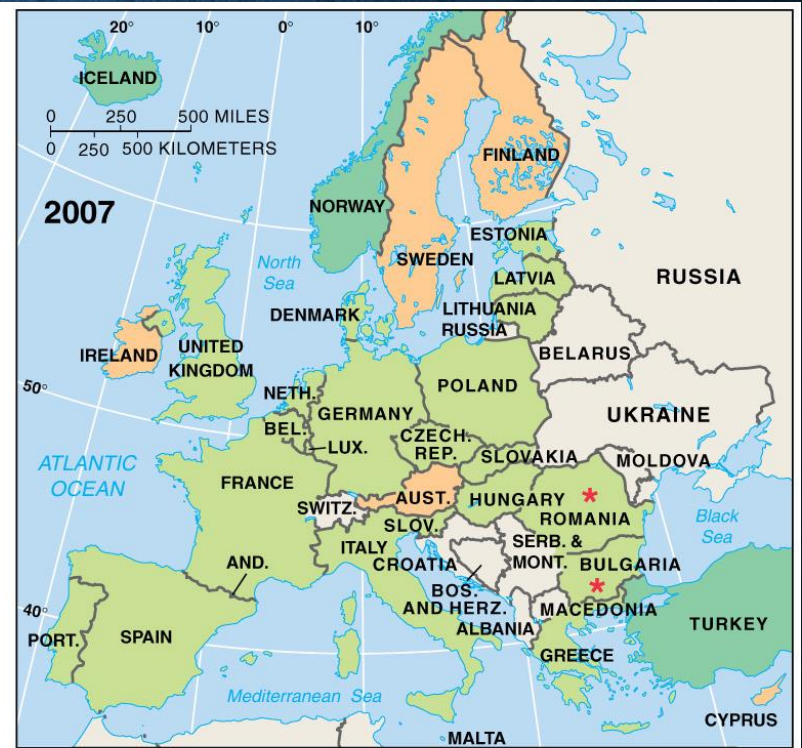 20°
10°
0°
10°
ICELAND
0 250 500 MILES
0 250 500 KILOMETERS
2007
NORWAY
FINLAND
SWEDEN
ESTONIA
North
Sea
LATVIA
RUSSIA
DENMARK
LITHUANIA
RUSSIA
IRELAND
UNITED
KINGDOM
BELARUS
50°
NETH.
POLAND
GERMANY
UKRAINE
BEL.
CZECH.
REP.
LUX.
SLOVAKIA
MOLDOVA
ATLANTIC
OCEAN
FRANCE
SWITZ.
AUST.
HUNGARY
*
ROMANIA
Black
Sea
SLOV.
ITALY
CROATIA
SERB. &
MONT.
BULGARIA
*
AND.
BOS.
AND HERZ.
MACEDONIA
40°
PORT.
SPAIN
ALBANIA
TURKEY
GREECE
Mediterranean Sea
CYPRUS
MALTA